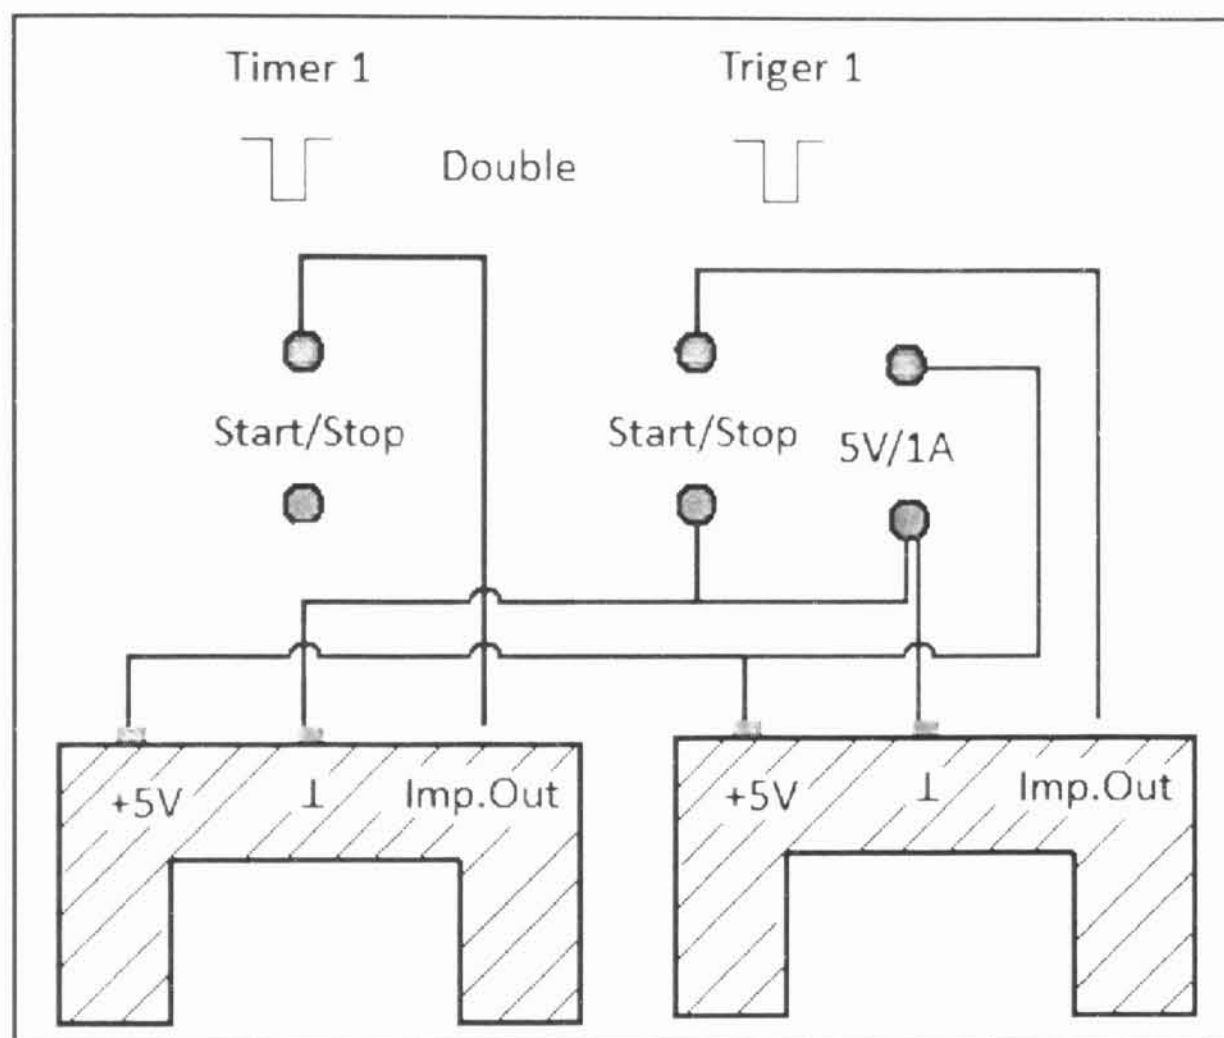 Timer 1
Triger 1
Double
Start/Stop
Start/Stop
5V/1A
+5V ⊥ Imp.Out
+5V ⊥ Imp.Out